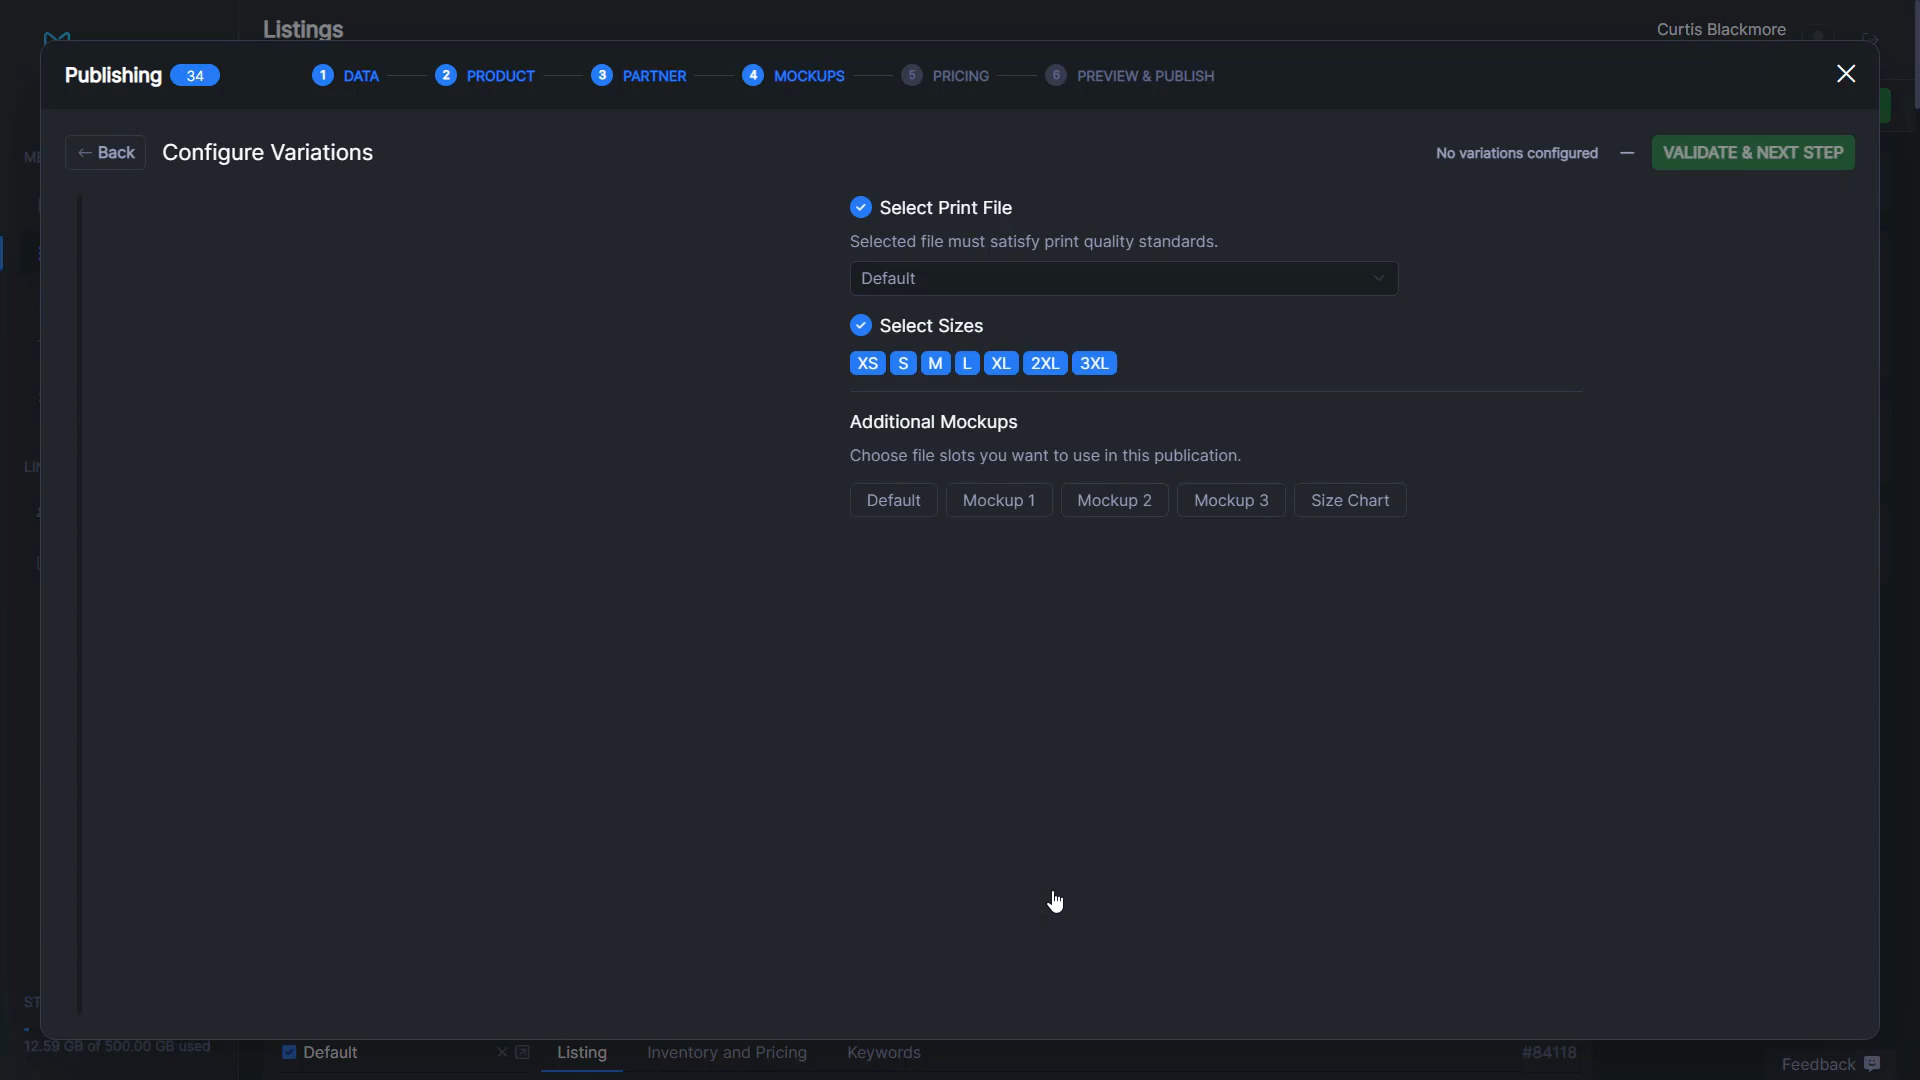 Listings
Curtis Blackmore
Publishing 34
1 DATA 2 PRODUCT 3 PARTNER 4 MOCKUPS 5 PRICING 6 PREVIEW & PUBLISH
← Back Configure Variations
No variations configured — VALIDATE & NEXT STEP
Select Print File
Selected file must satisfy print quality standards.
Default
Select Sizes
XS S M L XL 2XL 3XL
Additional Mockups
Choose file slots you want to use in this publication.
Default Mockup 1 Mockup 2 Mockup 3 Size Chart
12.59 GB of 500.00 GB used
Default Listing Inventory and Pricing Keywords #84118
Feedback